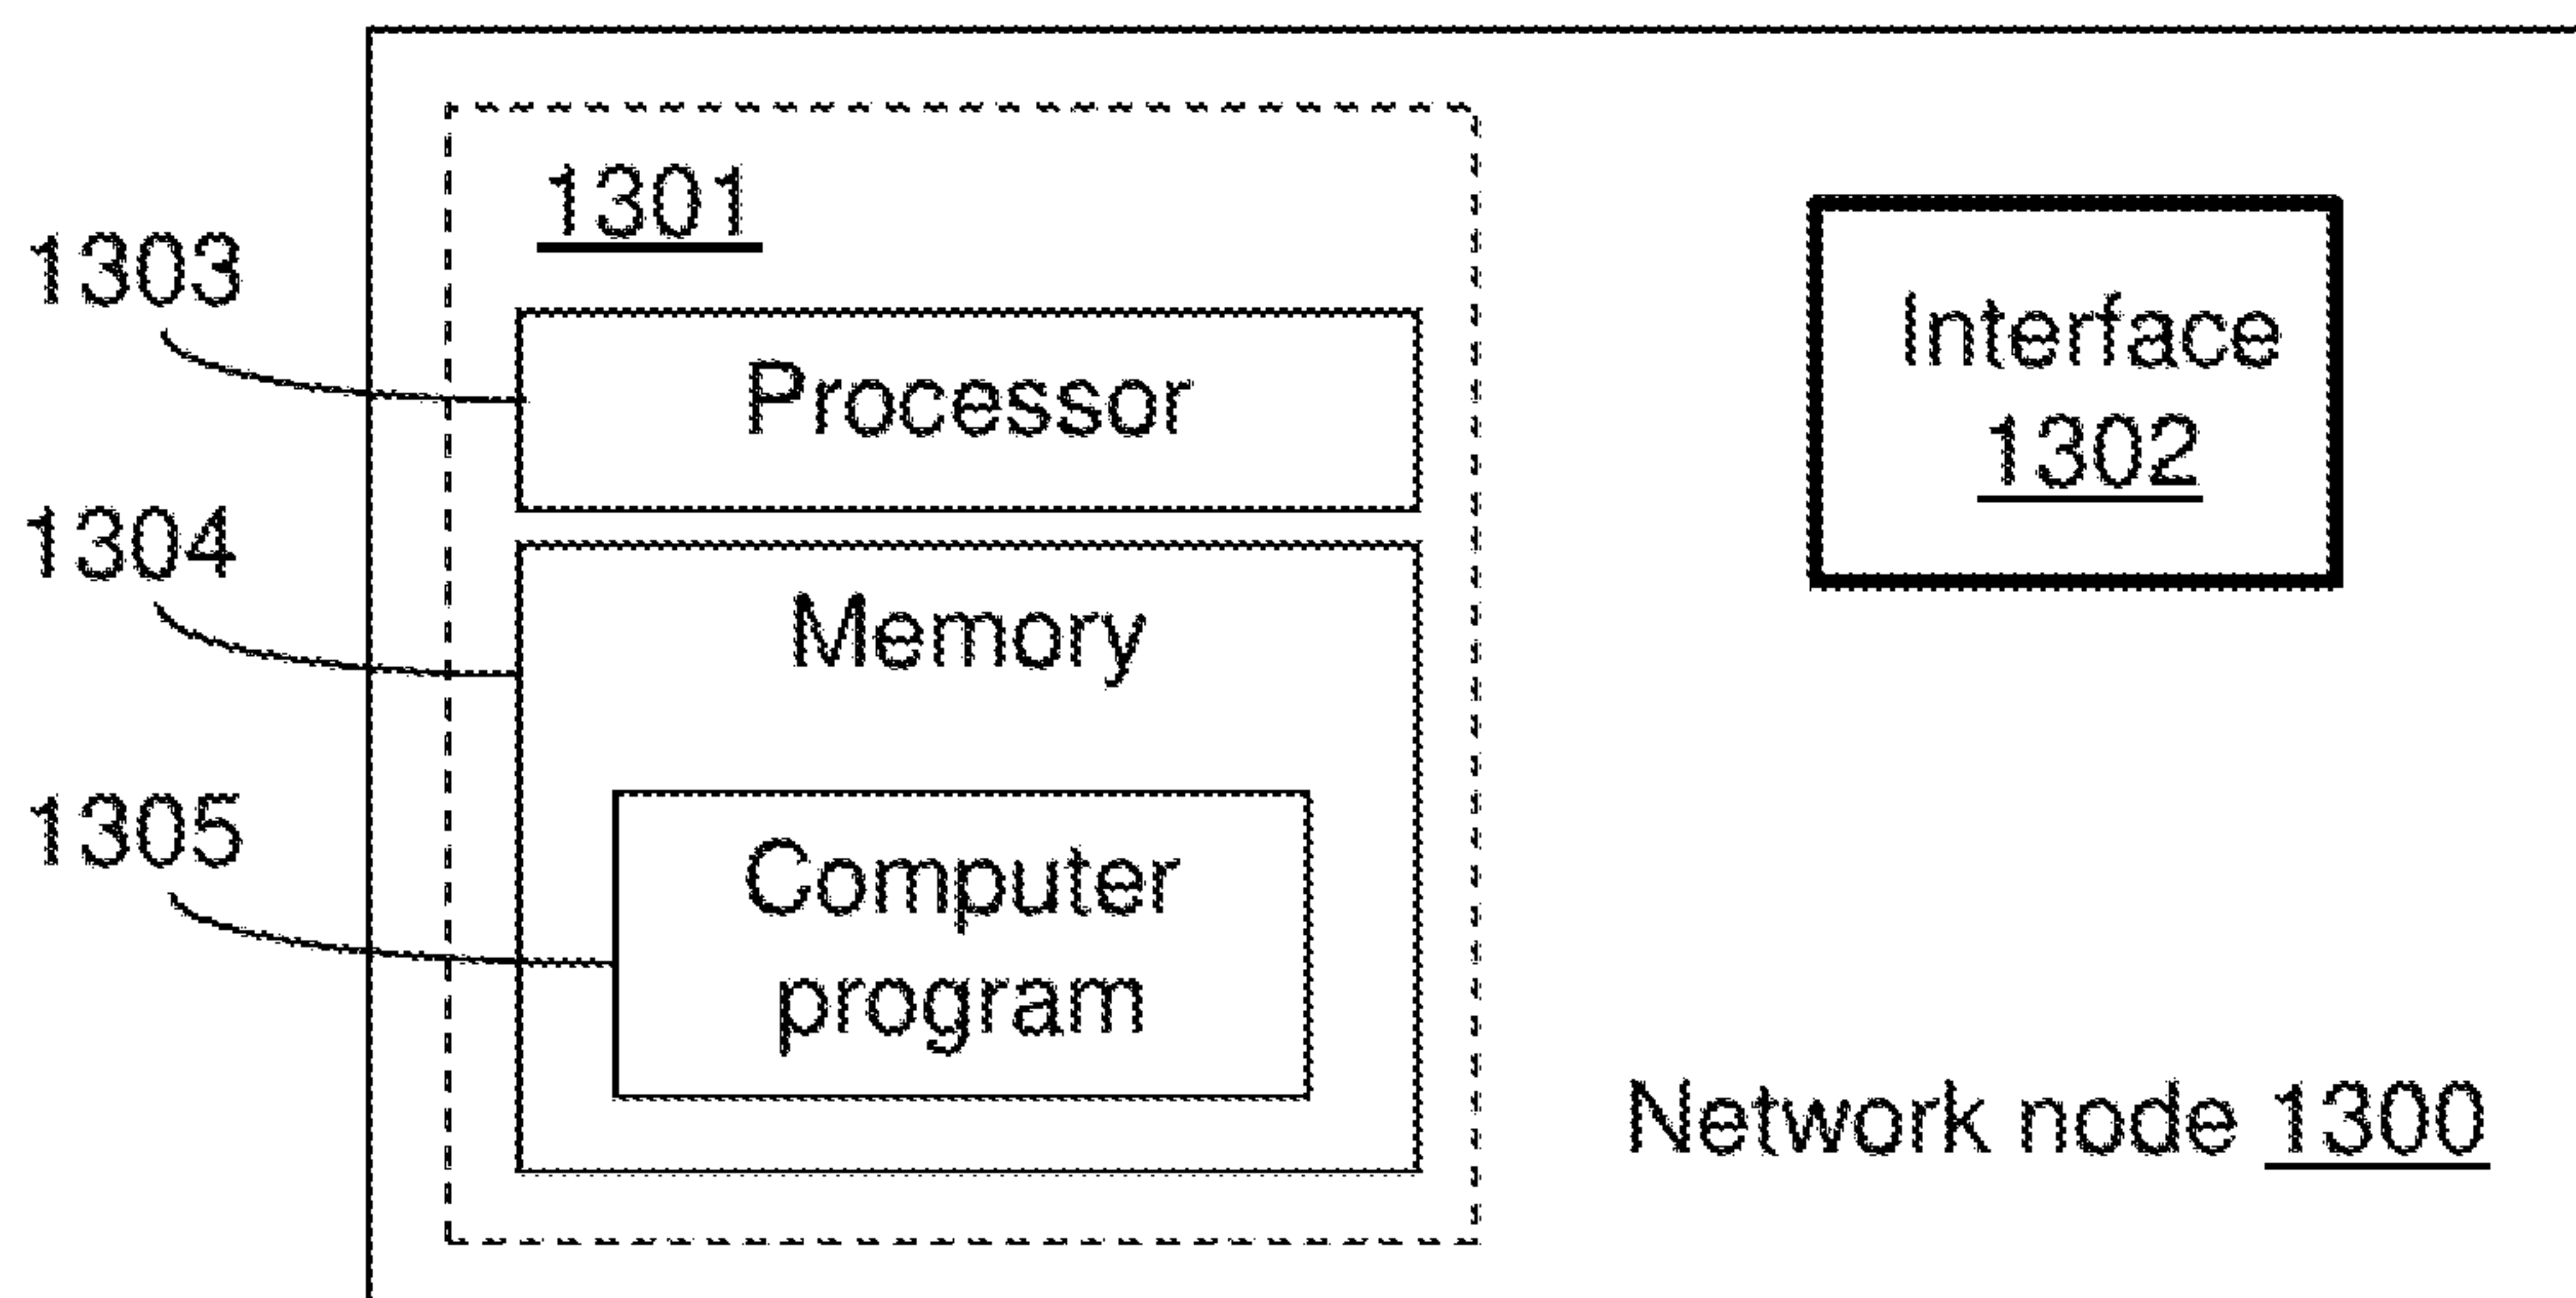 1301
1303
Processor
Interface
1302
1304
Memory
1305
Computer
program
Network node 1300